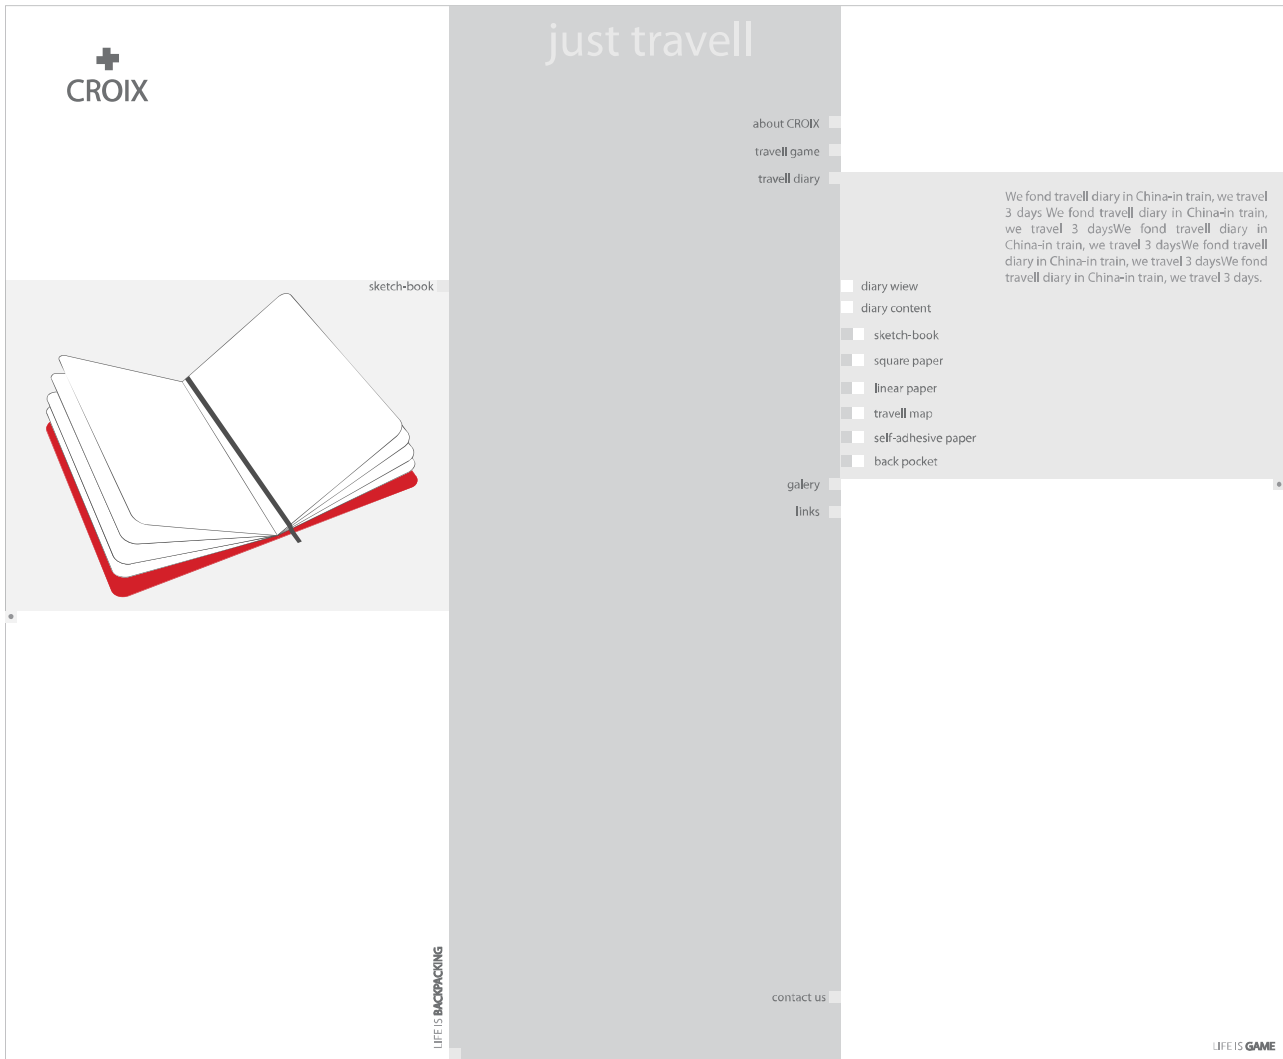 just travell
CROIX
about CROIX
travell game
travell diary
We fond travell diary in China-in train, we travel
3 days We fond travell diary in China-in train,
we travel 3 daysWe fond travell diary in
China-in train, we travel 3 daysWe fond travell
diary in China-in train, we travel 3 daysWe fond
travell diary in China-in train, we travel 3 days.
sketch-book
diary wiew
diary content
sketch-book
square paper
linear paper
travell map
self-adhesive paper
back pocket
galery
links
LIFE IS BACKPACKING
contact us
LIFE IS GAME